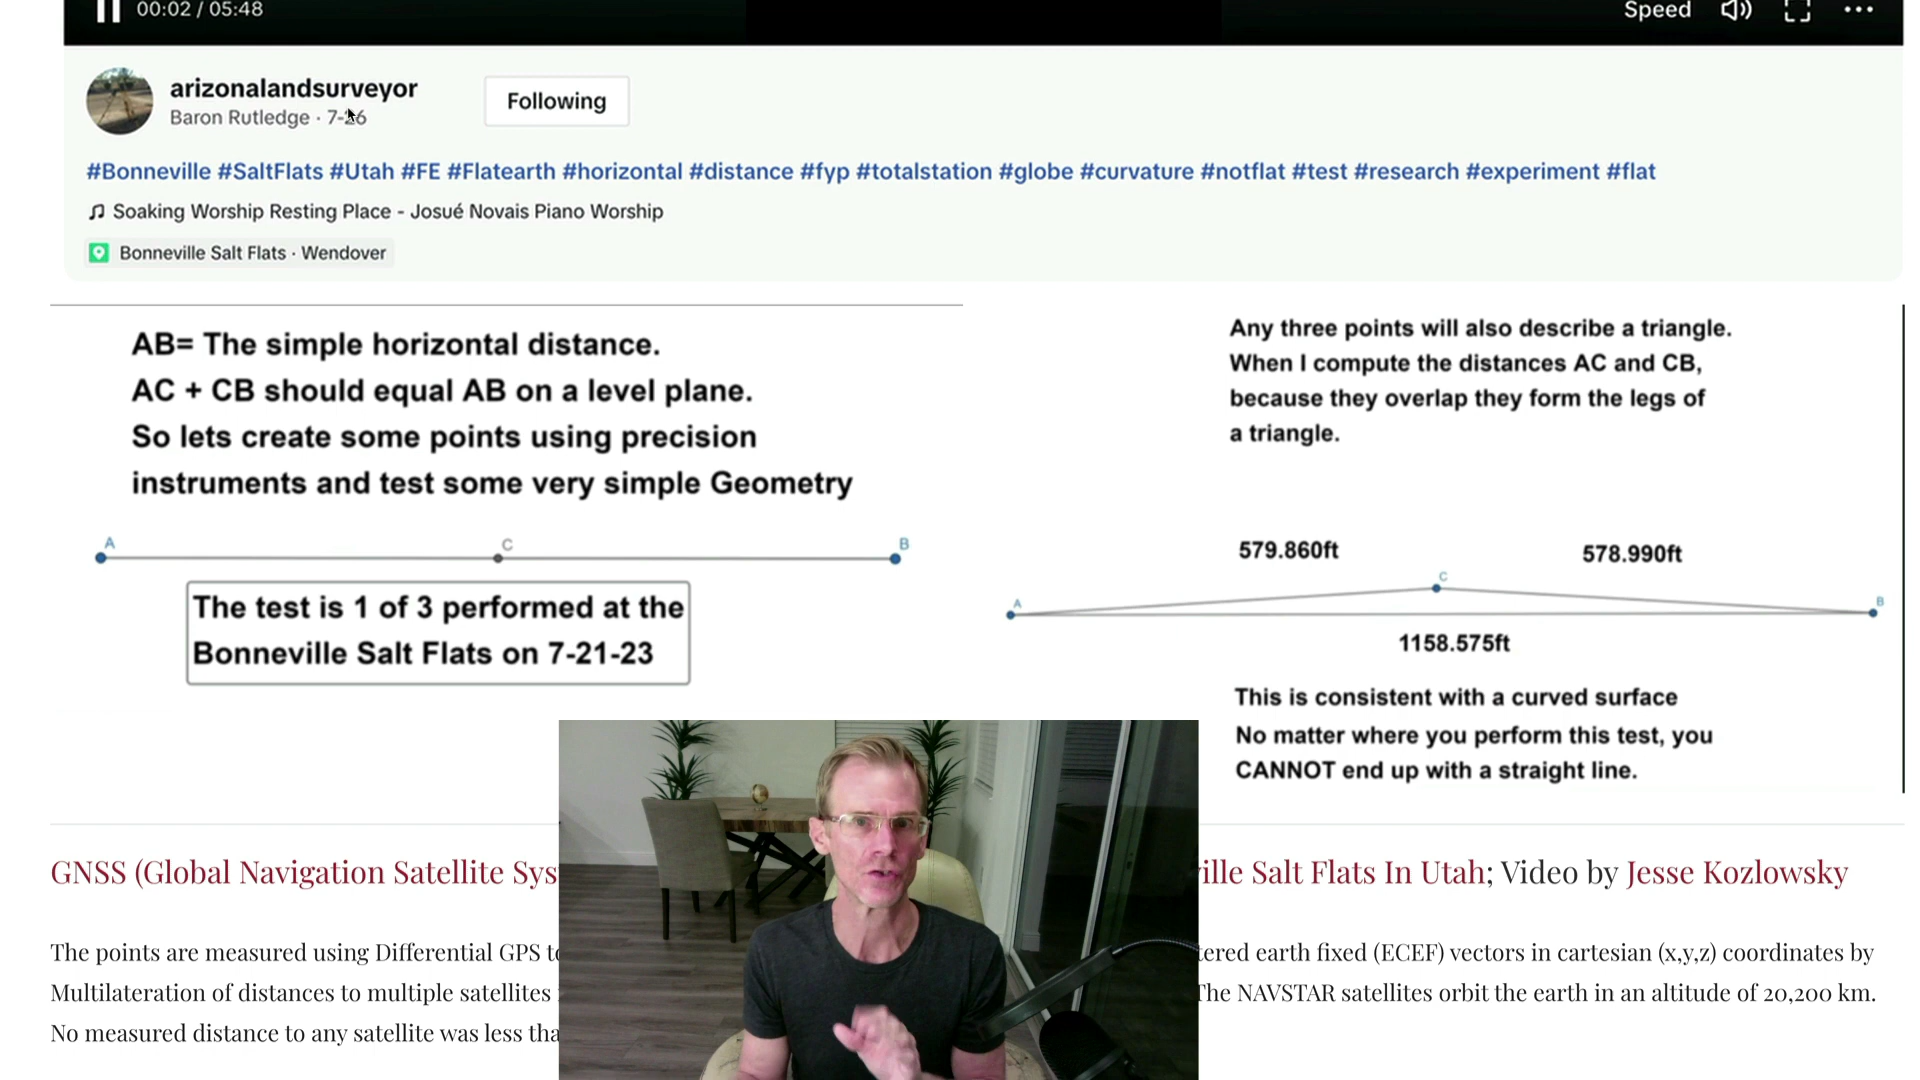 00:02 / 05:48
Speed
arizonalandsurveyor
Baron Rutledge · 7-26
Following
#Bonneville #SaltFlats #Utah #FE #Flatearth #horizontal #distance #fyp #totalstation #globe #curvature #notflat #test #research #experiment #flat
Soaking Worship Resting Place - Josué Novais Piano Worship
Bonneville Salt Flats · Wendover
AB= The simple horizontal distance.
AC + CB should equal AB on a level plane.
So lets create some points using precision
instruments and test some very simple Geometry
A C B
The test is 1 of 3 performed at the
Bonneville Salt Flats on 7-21-23
Any three points will also describe a triangle.
When I compute the distances AC and CB,
because they overlap they form the legs of
a triangle.
579.860ft 578.990ft
A C B
1158.575ft
This is consistent with a curved surface
No matter where you perform this test, you
CANNOT end up with a straight line.
GNSS (Global Navigation Satellite Sys ville Salt Flats In Utah; Video by Jesse Kozlowsky
The points are measured using Differential GPS tered earth fixed (ECEF) vectors in cartesian (x,y,z) coordinates by
Multilateration of distances to multiple satellites The NAVSTAR satellites orbit the earth in an altitude of 20,200 km.
No measured distance to any satellite was less tha